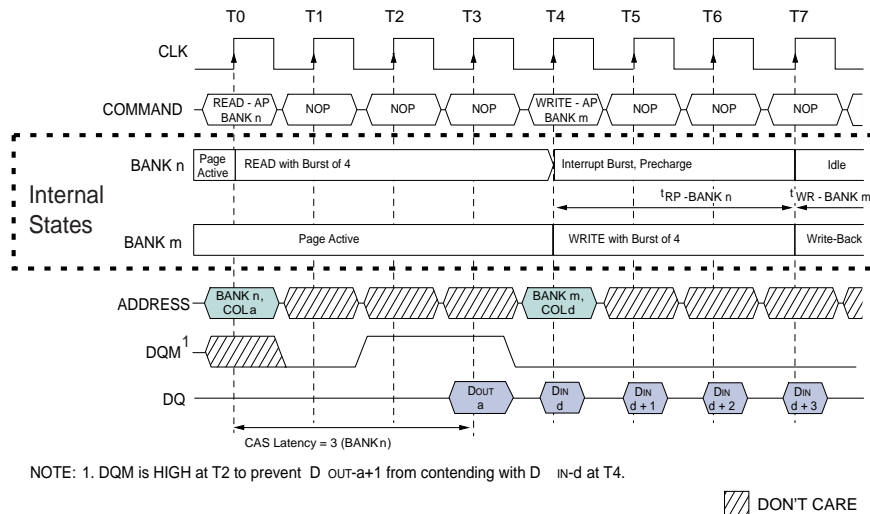 T0 T1 T2 T3 T4 T5 T6 T7
CLK
COMMAND
READ - AP
BANK n
NOP
NOP
NOP
WRITE - AP
BANK m
NOP
NOP
NOP
Internal
States
BANK n
Page
Active
READ with Burst of 4
Interrupt Burst, Precharge
Idle
tRP -BANK n
tWR - BANK m
BANK m
Page Active
WRITE with Burst of 4
Write-Back
ADDRESS
BANK n,
COL a
BANK m,
COL d
DQM1
DQ
DOUT
a
DIN
d
DIN
d + 1
DIN
d + 2
DIN
d + 3
CAS Latency = 3 (BANK n)
NOTE: 1. DQM is HIGH at T2 to prevent D OUT-a+1 from contending with D IN-d at T4.
DON'T CARE